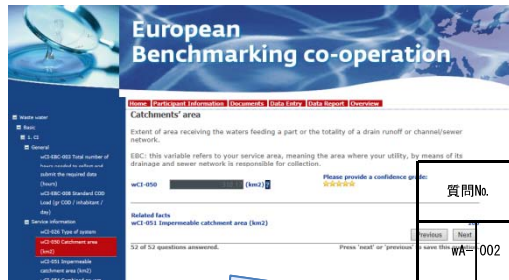 European
Benchmarking co-operation
Home Participant Information Documents Data Entry Data Report Overview
Waste water
Basic
1. CI
General
wCI-EBC-003 Total number of
hours needed to collect and
submit the required data
(hours)
wCI-EBC-008 Standard COD
Load (gr COD / inhabitant /
day)
Service information
wCI-026 Type of system
wCI-050 Catchment area
(km2)
wCI-051 Impermeable
catchment area (km2)
Catchments' area
Extent of area receiving the waters feeding a part or the totality of a drain runoff or channel/sewer
network.
EBC: this variable refers to your service area, meaning the area where your utility, by means of its
drainage and sewer network is responsible for collection.
wCI-050 (km2) ?
Please provide a confidence grade:
Related facts
wCI-051 Impermeable catchment area (km2)
Previous Next
52 of 52 questions answered.
Press 'next' or 'previous' to save this
質問No.
wA-002